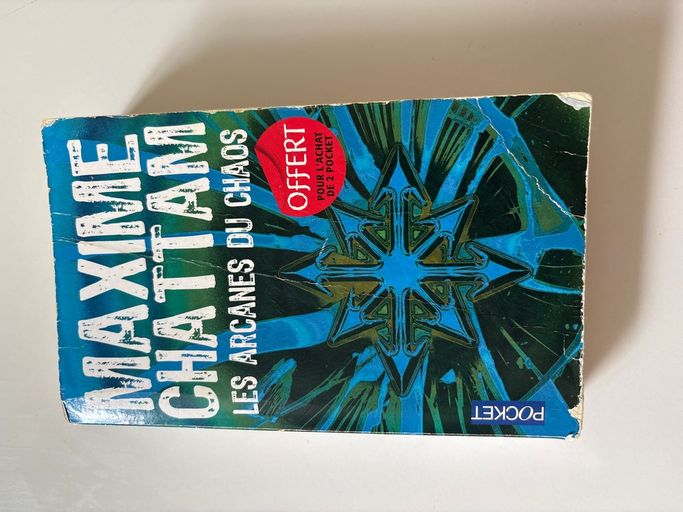 MAXIME
CHATTAM
LES ARCANES DU CHAOS
OFFERT
POUR L'ACHAT
DE 2 POCKET
POCKET